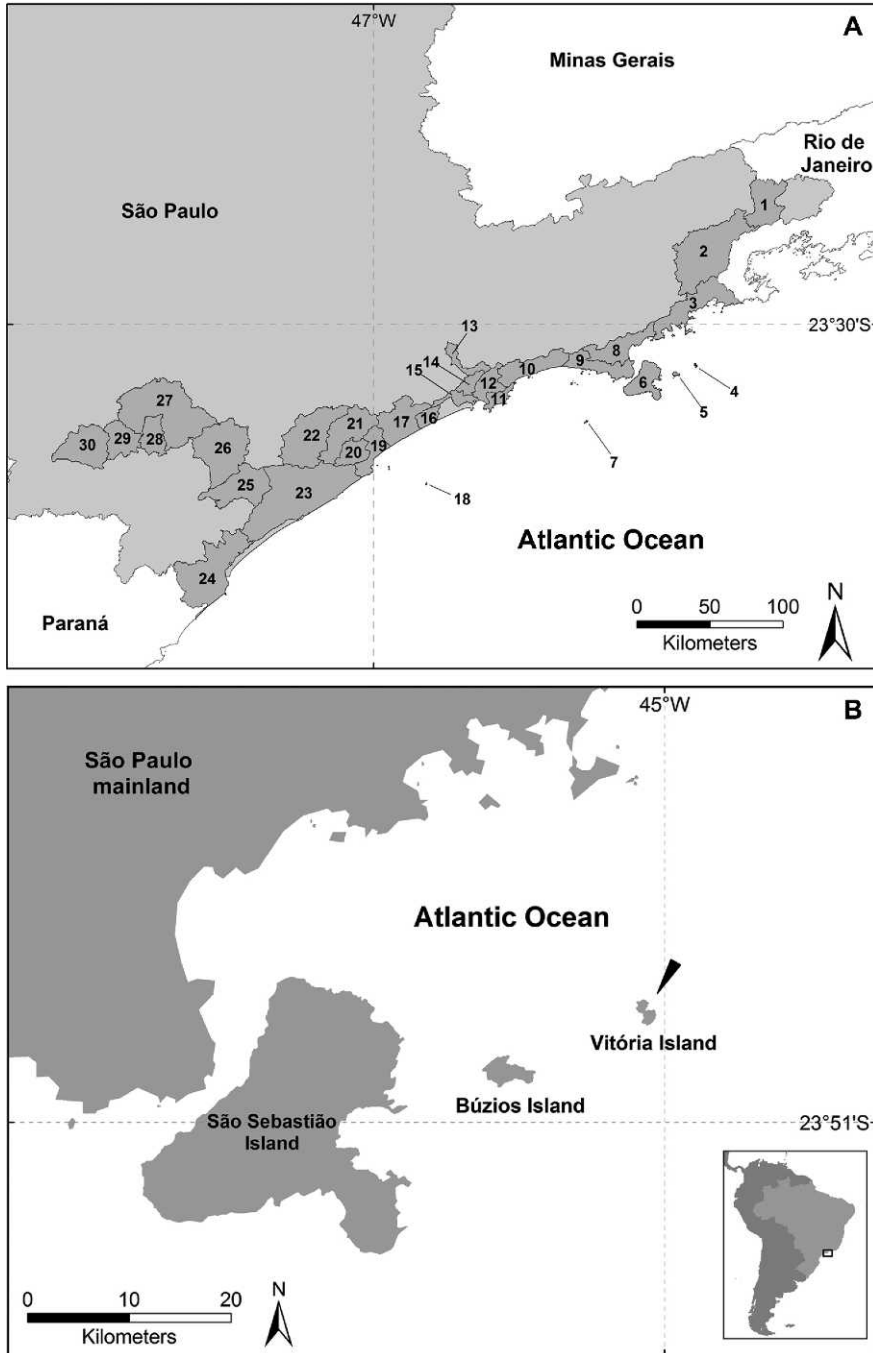 47°W
A
Minas Gerais
Rio de
Janeiro
São Paulo
1
2
3
23°30'S
13
14
15
12
10
9
8
11
6
5
4
7
27
30
29
28
26
22
21
17
16
20
19
25
23
18
24
Atlantic Ocean
Paraná
N
0 50 100
Kilometers
B
45°W
São Paulo
mainland
Atlantic Ocean
Vitória Island
Búzios Island
São Sebastião
Island
23°51'S
N
0 10 20
Kilometers